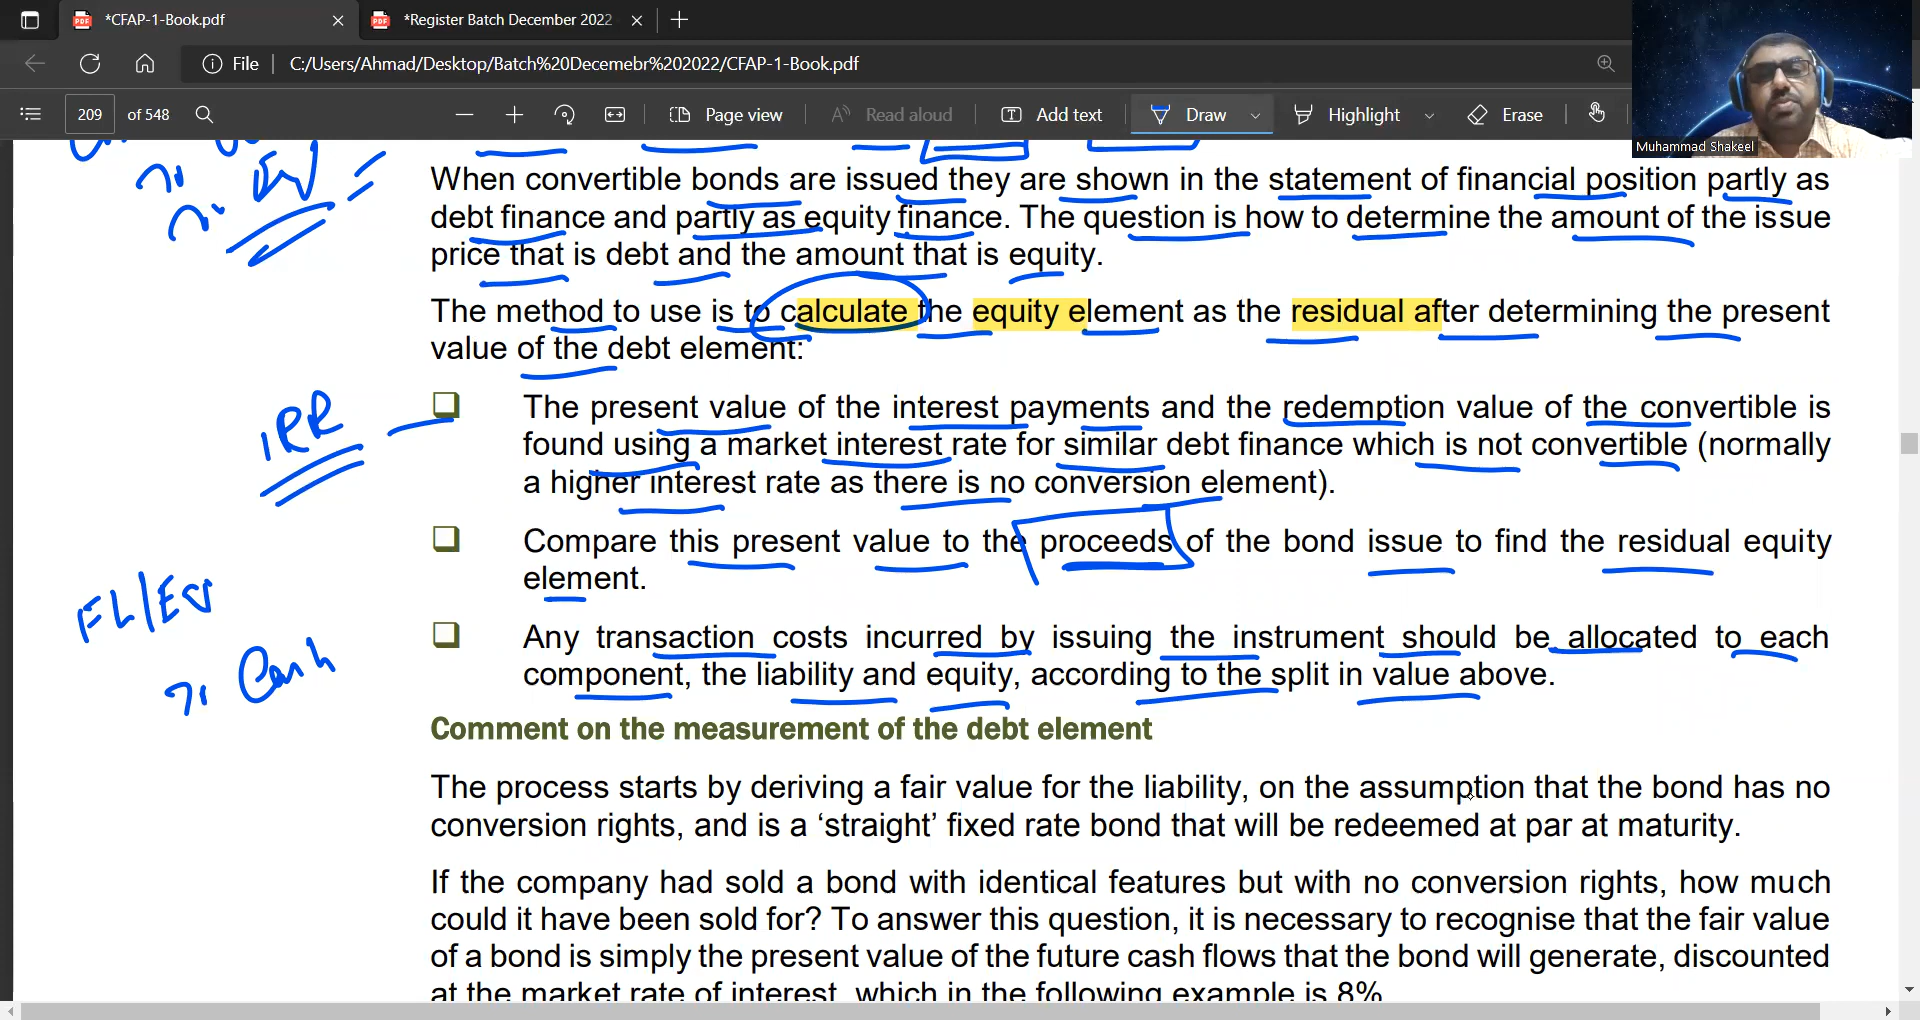 *CFAP-1-Book.pdf
*Register Batch December 2022
File
C:/Users/Ahmad/Desktop/Batch%20Decemebr%202022/CFAP-1-Book.pdf
209 of 548
Page view
Read aloud
Add text
Draw
Highlight
Erase
Muhammad Shakeel
When convertible bonds are issued they are shown in the statement of financial position partly as
debt finance and partly as equity finance. The question is how to determine the amount of the issue
price that is debt and the amount that is equity.
The method to use is to calculate the equity element as the residual after determining the present
value of the debt element:
IRR
❑ The present value of the interest payments and the redemption value of the convertible is
found using a market interest rate for similar debt finance which is not convertible (normally
a higher interest rate as there is no conversion element).
❑ Compare this present value to the proceeds of the bond issue to find the residual equity
element.
FL/EQ
Cash
❑ Any transaction costs incurred by issuing the instrument should be allocated to each
component, the liability and equity, according to the split in value above.
Comment on the measurement of the debt element
The process starts by deriving a fair value for the liability, on the assumption that the bond has no
conversion rights, and is a ‘straight’ fixed rate bond that will be redeemed at par at maturity.
If the company had sold a bond with identical features but with no conversion rights, how much
could it have been sold for? To answer this question, it is necessary to recognise that the fair value
of a bond is simply the present value of the future cash flows that the bond will generate, discounted
at the market rate of interest, which in the following example is 8%